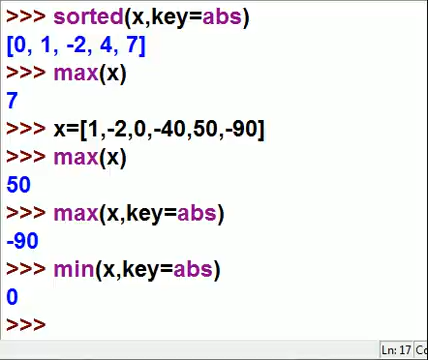 >>> sorted(x,key=abs)
[0, 1, -2, 4, 7]
>>> max(x)
7
>>> x=[1,-2,0,-40,50,-90]
>>> max(x)
50
>>> max(x,key=abs)
-90
>>> min(x,key=abs)
0
>>>
Ln: 17 Co